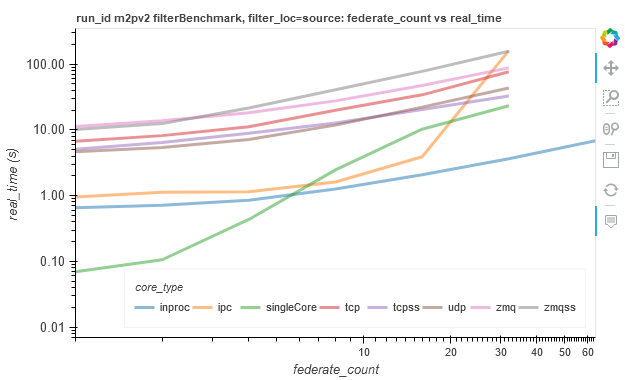 run_id m2pv2 filterBenchmark, filter_loc=source: federate_count vs real_time
100.00
10.00
1.00
0.10
0.01
real_time (s)
core_type
inproc ipc singleCore tcp tcpss udp zmq zmqss
10 20 30 40 50 60
federate_count